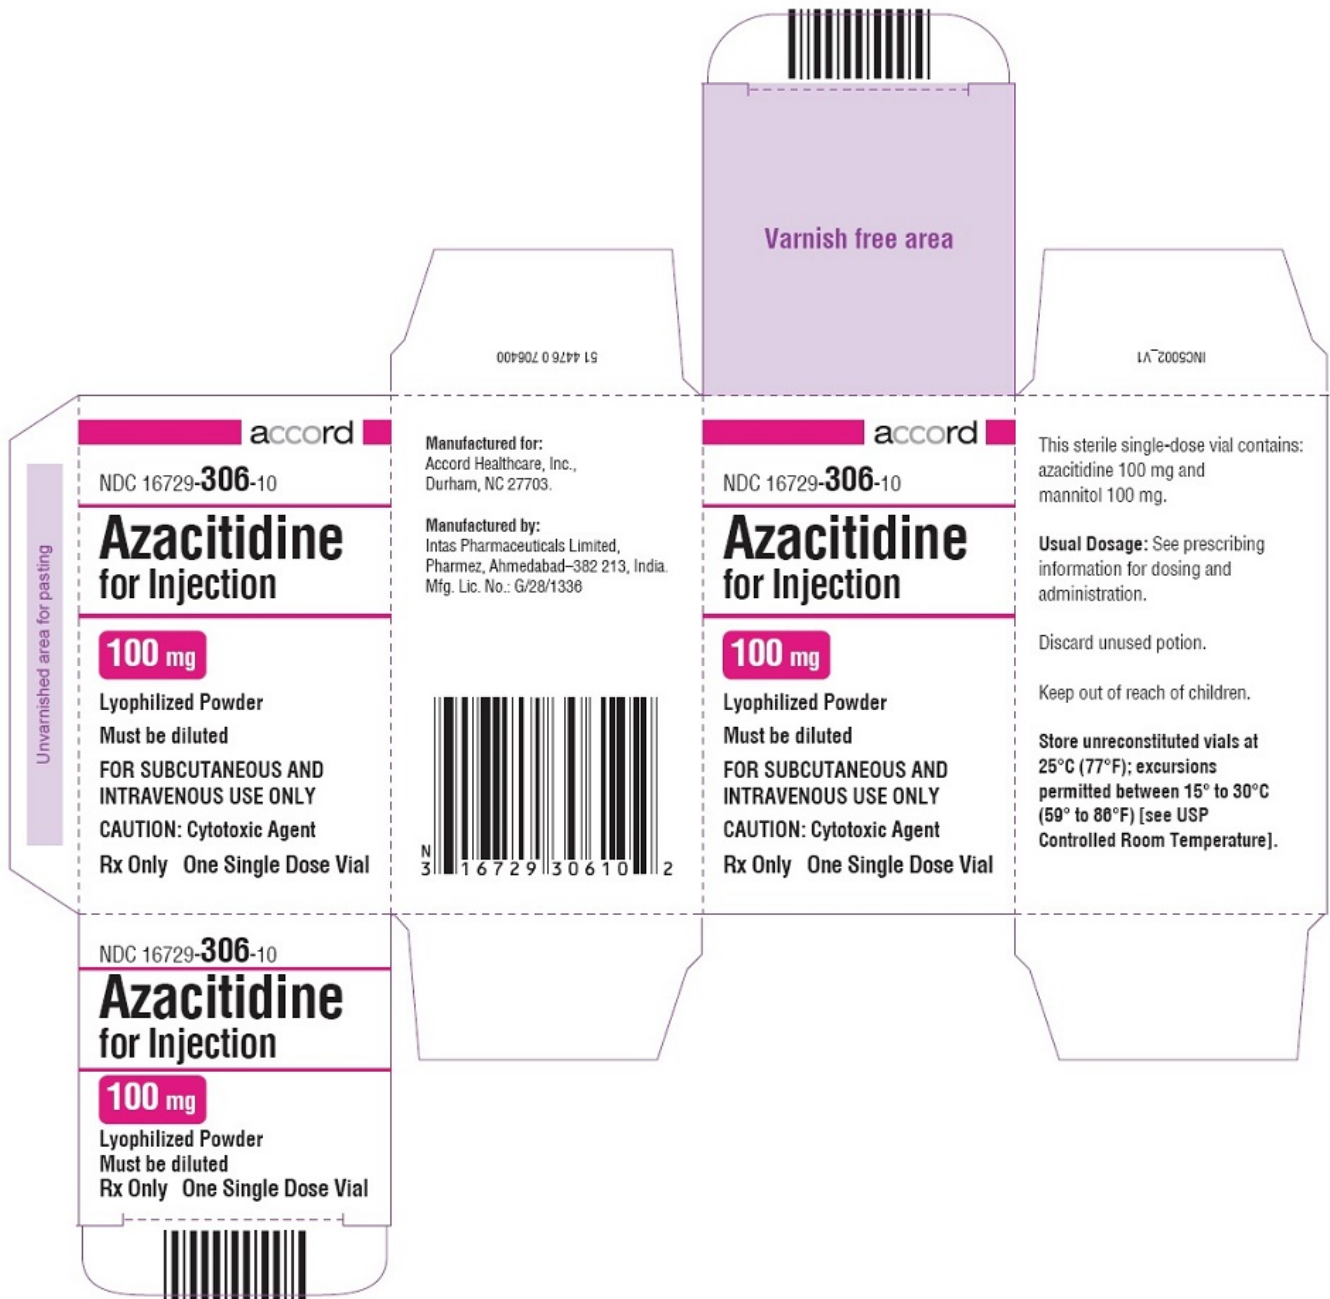 Varnish free area
51 4476 0 706400
INC5002_V1
Unvarnished area for pasting
accord
NDC 16729-306-10
Azacitidine
for Injection
100 mg
Lyophilized Powder
Must be diluted
FOR SUBCUTANEOUS AND
INTRAVENOUS USE ONLY
CAUTION: Cytotoxic Agent
Rx Only One Single Dose Vial
Manufactured for:
Accord Healthcare, Inc.,
Durham, NC 27703.
Manufactured by:
Intas Pharmaceuticals Limited,
Pharmez, Ahmedabad–382 213, India.
Mfg. Lic. No.: G/28/1336
N
3 16729 30610 2
accord
NDC 16729-306-10
Azacitidine
for Injection
100 mg
Lyophilized Powder
Must be diluted
FOR SUBCUTANEOUS AND
INTRAVENOUS USE ONLY
CAUTION: Cytotoxic Agent
Rx Only One Single Dose Vial
This sterile single-dose vial contains:
azacitidine 100 mg and
mannitol 100 mg.
Usual Dosage: See prescribing
information for dosing and
administration.
Discard unused potion.
Keep out of reach of children.
Store unreconstituted vials at
25°C (77°F); excursions
permitted between 15° to 30°C
(59° to 86°F) [see USP
Controlled Room Temperature].
NDC 16729-306-10
Azacitidine
for Injection
100 mg
Lyophilized Powder
Must be diluted
Rx Only One Single Dose Vial